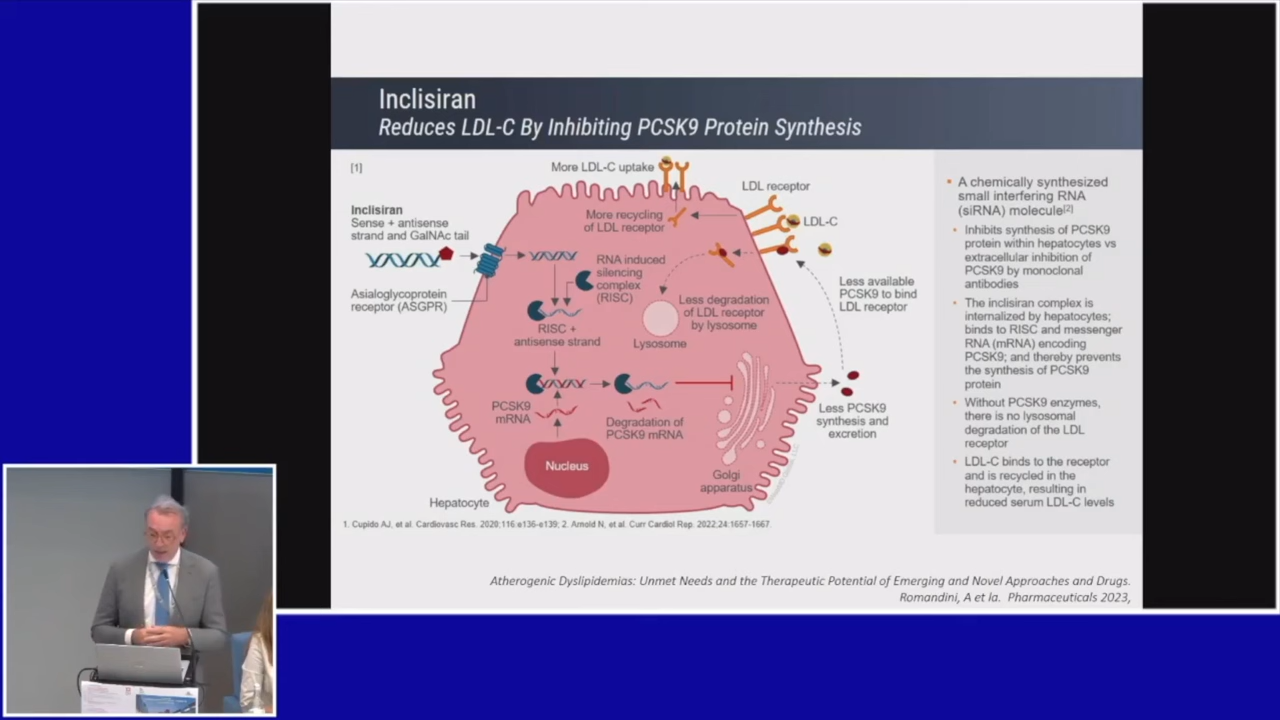 Inclisiran
Reduces LDL-C By Inhibiting PCSK9 Protein Synthesis
[1]
More LDL-C uptake
LDL receptor
Inclisiran
Sense + antisense
strand and GalNAc tail
More recycling
of LDL receptor
LDL-C
RNA induced
silencing
complex
(RISC)
Asialoglycoprotein
receptor (ASGPR)
Less degradation
of LDL receptor
by lysosome
Less available
PCSK9 to bind
LDL receptor
RISC +
antisense strand
Lysosome
PCSK9
mRNA
Degradation of
PCSK9 mRNA
Less PCSK9
synthesis and
excretion
Nucleus
Golgi
apparatus
Hepatocyte
• A chemically synthesized
small interfering RNA
(siRNA) molecule[2]
• Inhibits synthesis of PCSK9
protein within hepatocytes vs
extracellular inhibition of
PCSK9 by monoclonal
antibodies
• The inclisiran complex is
internalized by hepatocytes;
binds to RISC and messenger
RNA (mRNA) encoding
PCSK9; and thereby prevents
the synthesis of PCSK9
protein
• Without PCSK9 enzymes,
there is no lysosomal
degradation of the LDL
receptor
• LDL-C binds to the receptor
and is recycled in the
hepatocyte, resulting in
reduced serum LDL-C levels
1. Cupido AJ, et al. Cardiovasc Res. 2020;116:e136-e139; 2. Arnold N, et al. Curr Cardiol Rep. 2022;24:1657-1667.
Atherogenic Dyslipidemias: Unmet Needs and the Therapeutic Potential of Emerging and Novel Approaches and Drugs.
Romandini, A et la. Pharmaceuticals 2023,